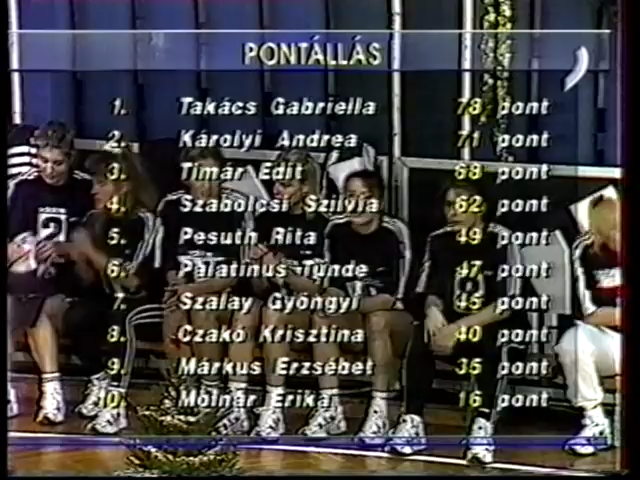 PONTÁLLÁS
1. Takács Gabriella 78 pont
2. Károlyi Andrea 71 pont
3. Tímár Edit 68 pont
4. Szabolcsi Szilvia 62 pont
5. Pesuth Rita 49 pont
6. Palatinus Tünde 47 pont
7. Szalay Gyöngyi 45 pont
8. Czakó Krisztina 40 pont
9. Márkus Erzsébet 35 pont
10. Molnár Erika 16 pont